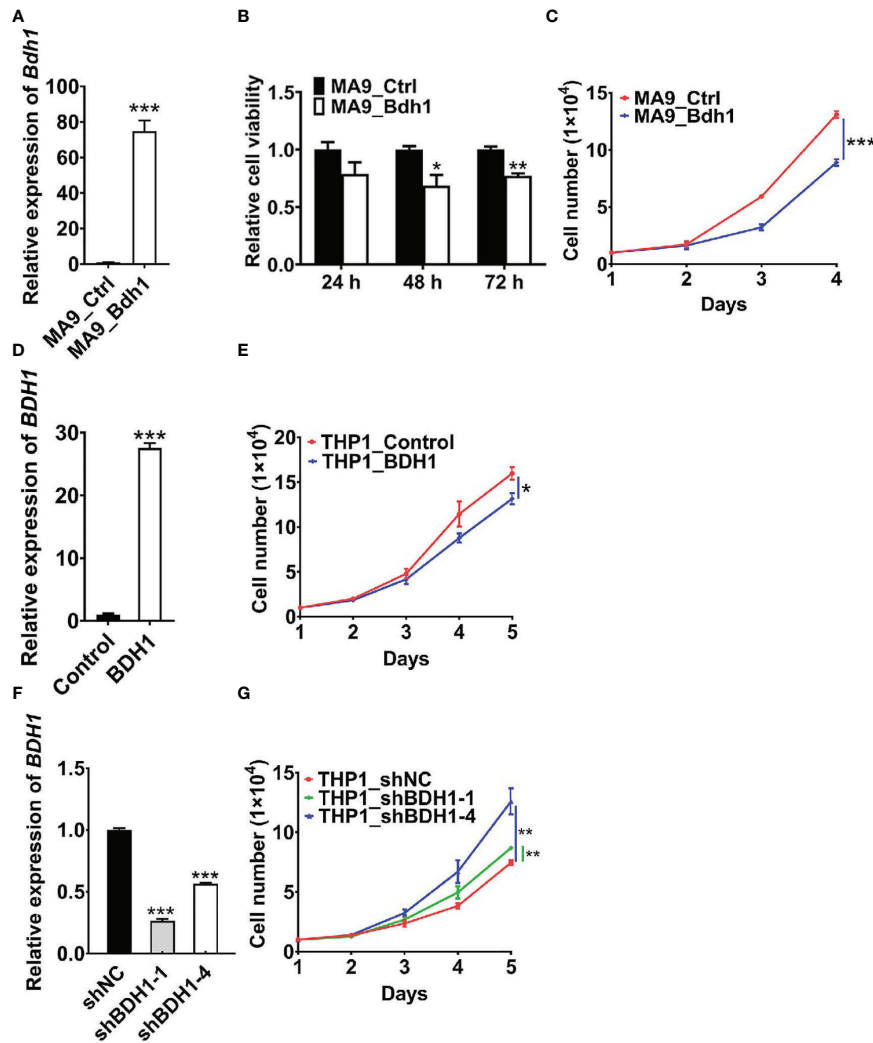 A
Relative expression of Bdh1
100
80
60
40
20
0
***
MA9_Ctrl
MA9_Bdh1
B
Relative cell viability
1.5
1.0
0.5
0.0
MA9_Ctrl
MA9_Bdh1
*
**
24 h
48 h
72 h
C
Cell number (1×10⁴)
15
10
5
0
MA9_Ctrl
MA9_Bdh1
***
1
2
3
4
Days
D
Relative expression of BDH1
30
20
10
0
***
Control
BDH1
E
Cell number (1×10⁴)
20
15
10
5
0
THP1_Control
THP1_BDH1
*
1
2
3
4
5
Days
F
Relative expression of BDH1
1.5
1.0
0.5
0.0
***
***
shNC
shBDH1-1
shBDH1-4
G
Cell number (1×10⁴)
15
10
5
0
THP1_shNC
THP1_shBDH1-1
THP1_shBDH1-4
**
**
1
2
3
4
5
Days